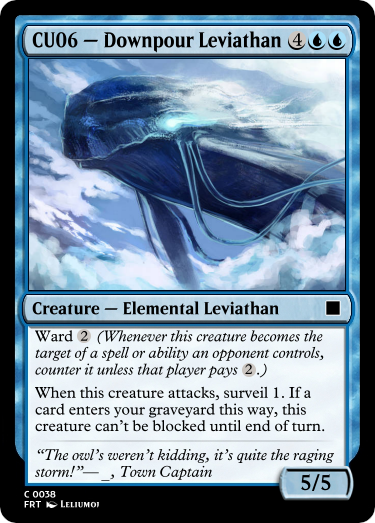 CU06 — Downpour Leviathan 4
Creature — Elemental Leviathan
Ward 2 (Whenever this creature becomes the
target of a spell or ability an opponent controls,
counter it unless that player pays 2.)
When this creature attacks, surveil 1. If a
card enters your graveyard this way, this
creature can't be blocked until end of turn.
"The owl's weren't kidding, it's quite the raging
storm!"— _, Town Captain
5/5
C 0038
FRT LELIUMOI